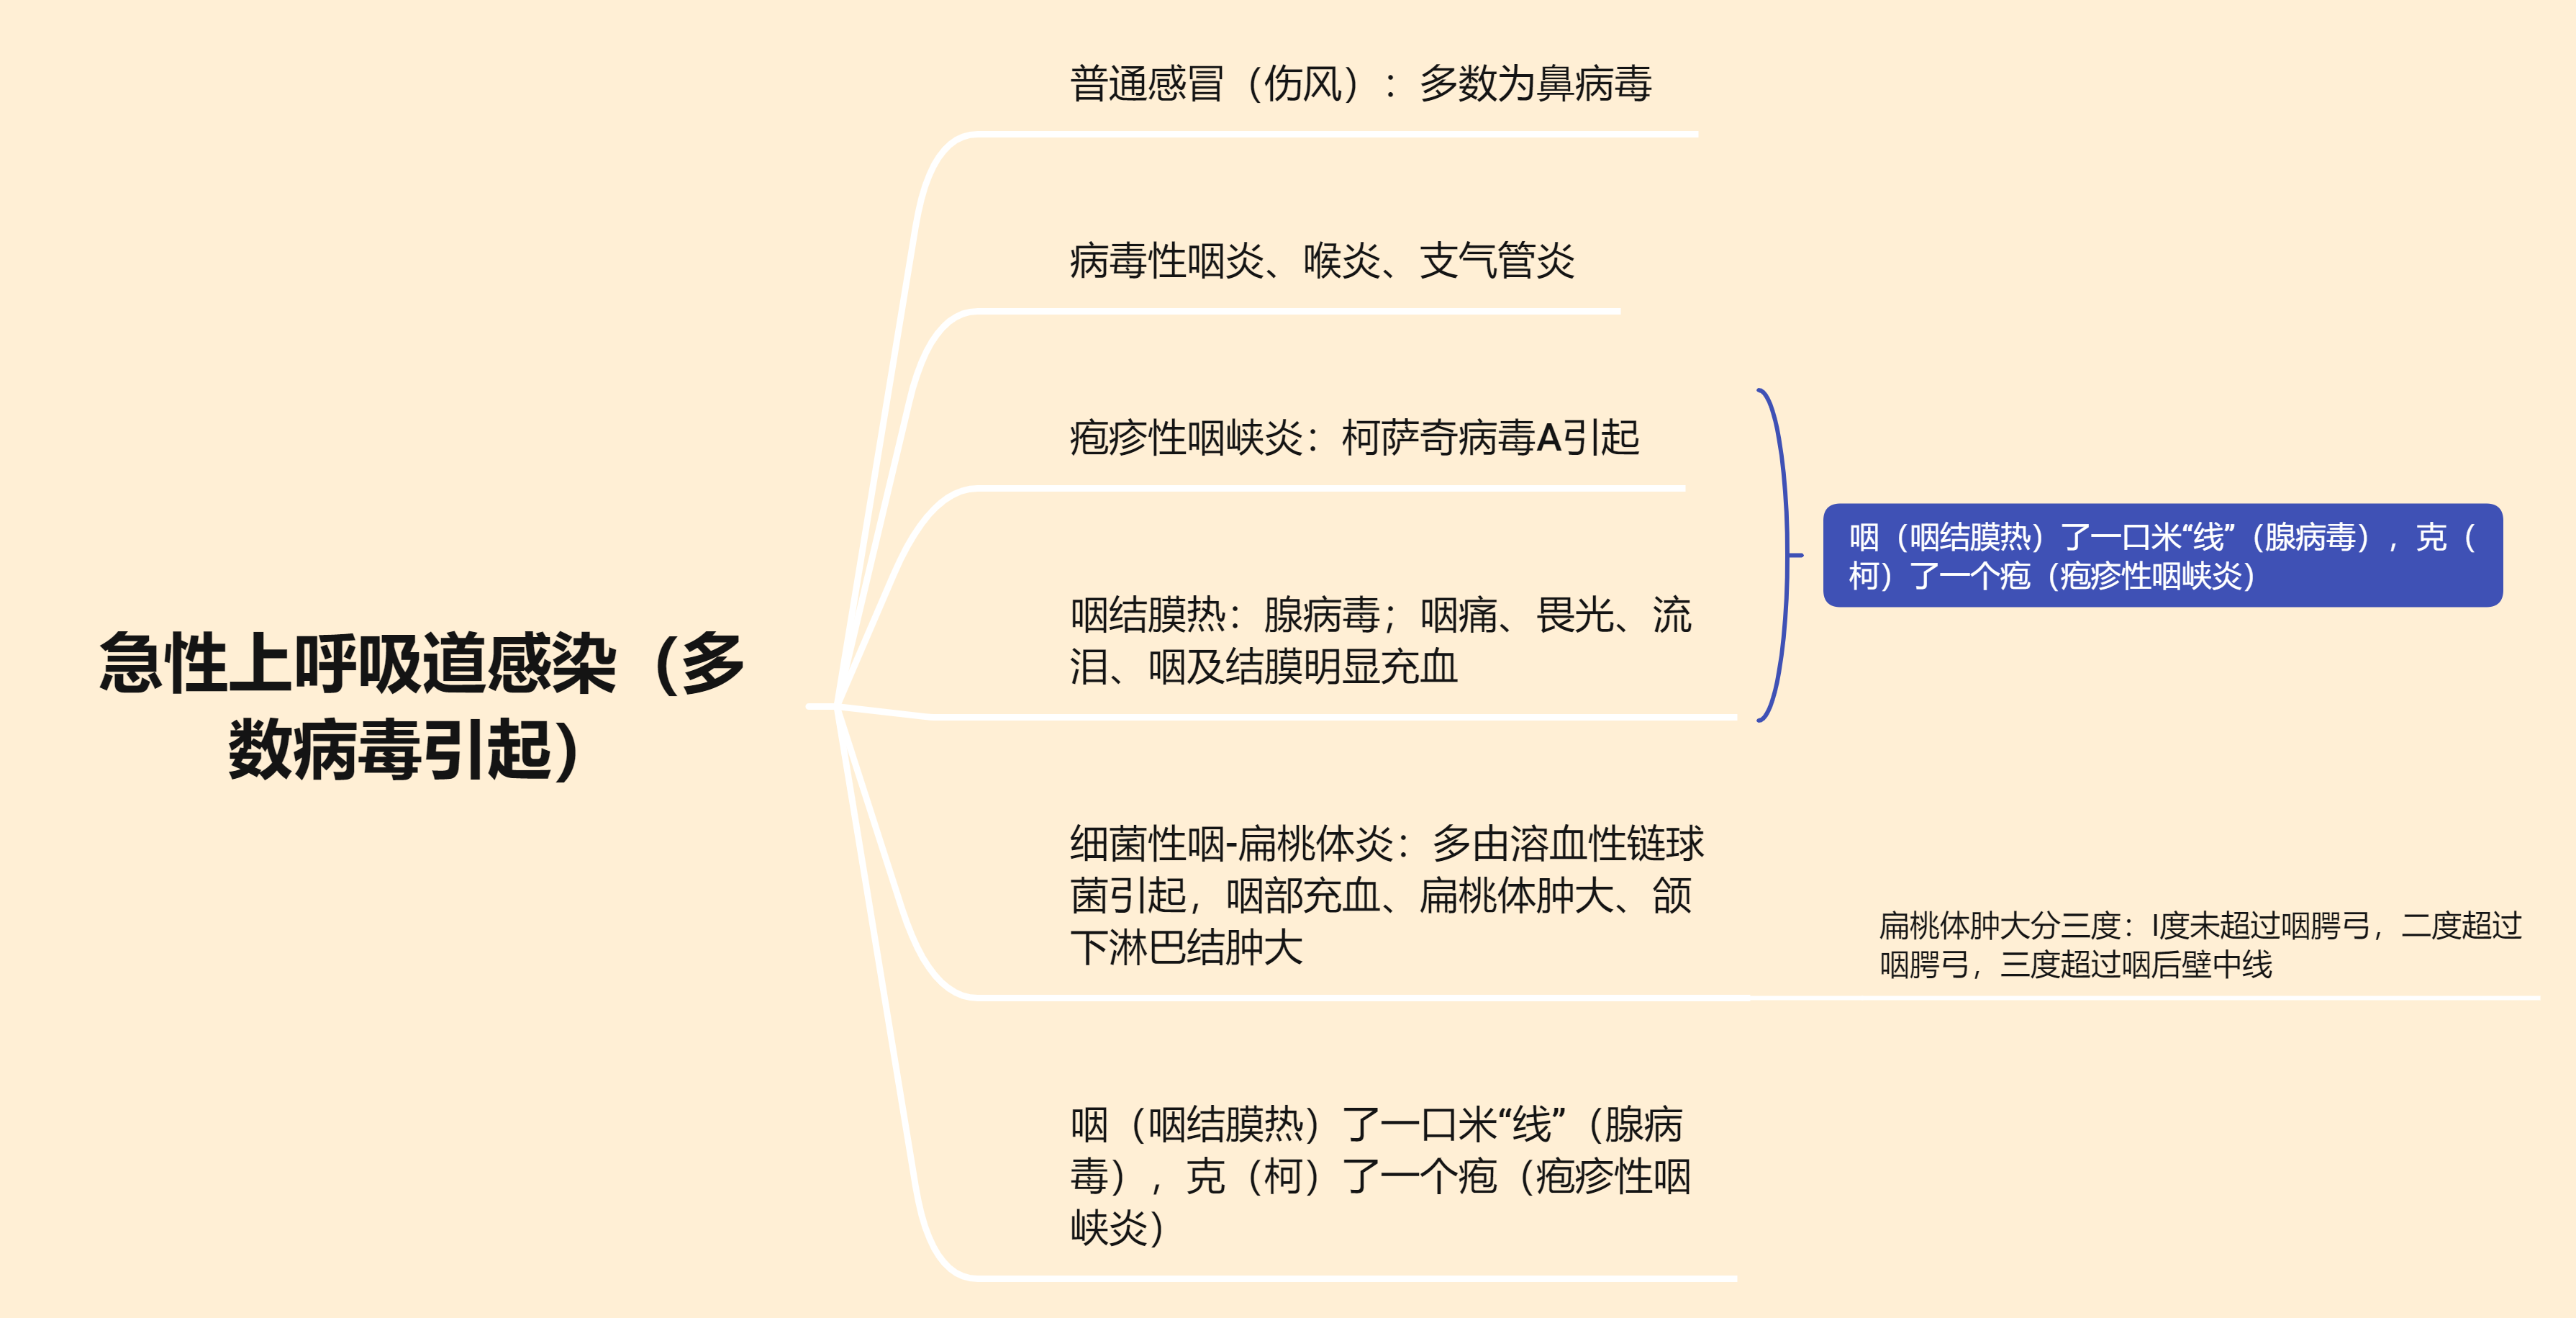 急性上呼吸道感染（多
数病毒引起）
普通感冒（伤风）：多数为鼻病毒
病毒性咽炎、喉炎、支气管炎
疱疹性咽峡炎：柯萨奇病毒A引起
咽结膜热：腺病毒；咽痛、畏光、流
泪、咽及结膜明显充血
咽（咽结膜热）了一口米“线”（腺病毒），克（
柯）了一个疱（疱疹性咽峡炎）
细菌性咽-扁桃体炎：多由溶血性链球
菌引起，咽部充血、扁桃体肿大、颌
下淋巴结肿大
扁桃体肿大分三度：I度未超过咽腭弓，二度超过
咽腭弓，三度超过咽后壁中线
咽（咽结膜热）了一口米“线”（腺病
毒），克（柯）了一个疱（疱疹性咽
峡炎）